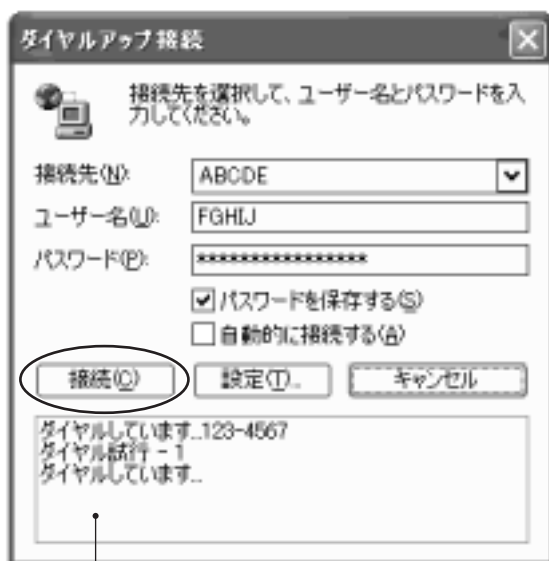 ダイヤルアップ接続
接続先を選択して、ユーザー名とパスワードを入
力してください。
接続先(N): ABCDE
ユーザー名(U): FGHIJ
パスワード(P): ****************
パスワードを保存する(S)
自動的に接続する(A)
接続(C) 設定(T)... キャンセル
ダイヤルしています...123-4567
ダイヤル試行 - 1
ダイヤルしています...